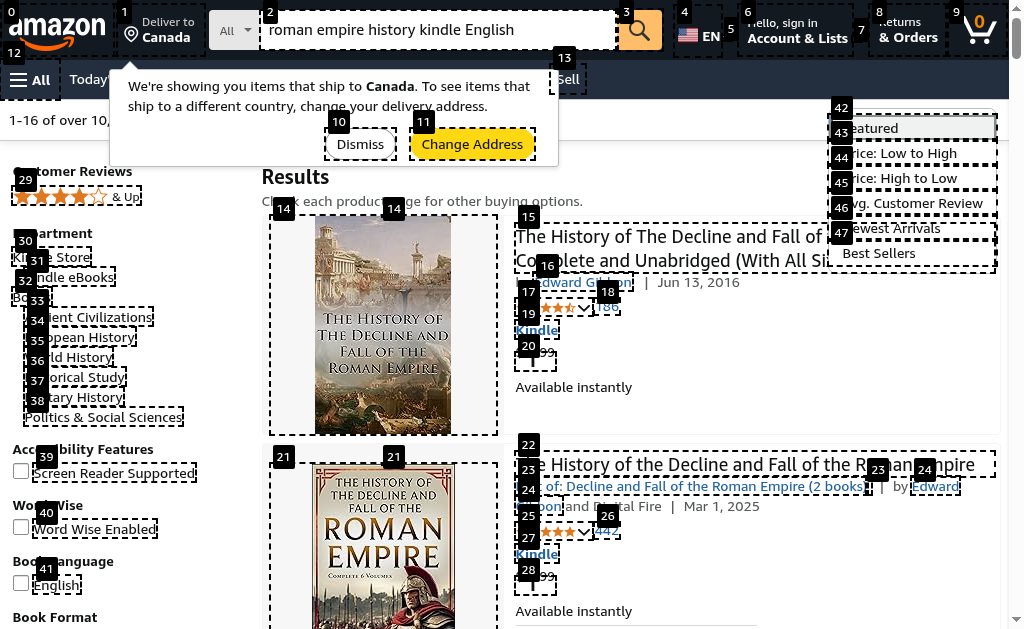 0
1
2
3
4
5
6
7
8
9
amazon
Deliver to
Canada
All
roman empire history kindle English
EN
Hello, sign in
Account & Lists
Returns
& Orders
0
12
All
Today'
13
Sell
We're showing you items that ship to Canada. To see items that
ship to a different country, change your delivery address.
10
Dismiss
11
Change Address
1-16 of over 10,
42
Featured
43
Price: Low to High
44
Price: High to Low
45
Avg. Customer Review
46
Newest Arrivals
47
Best Sellers
Customer Reviews
29
& Up
Department
30
Kindle Store
31
Kindle eBooks
32
Books
33
Ancient Civilizations
34
European History
35
World History
36
Historical Study
37
Military History
38
Politics & Social Sciences
Accessibility Features
39
Screen Reader Supported
Word Wise
40
Word Wise Enabled
Book Language
41
English
Book Format
Results
Check each product page for other buying options.
14
14
THE HISTORY OF
THE DECLINE AND
FALL OF THE
ROMAN EMPIRE
15
The History of The Decline and Fall of
Complete and Unabridged (With All Si
16
Edward Gibbon | Jun 13, 2016
17
18
186
19
Kindle
20
99
Available instantly
21
21
THE HISTORY OF
THE DECLINE AND
FALL OF THE
ROMAN
EMPIRE
COMPLETE 6 VOLUMES
22
The History of the Decline and Fall of the Roman Empire
23
23
24
of: Decline and Fall of the Roman Empire (2 books) | by Edward
24
Gibbon and Digital Fire | Mar 1, 2025
25
26
442
27
Kindle
28
99
Available instantly